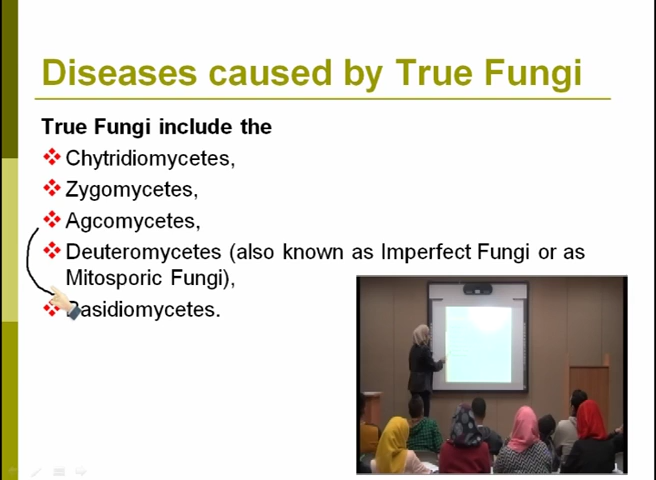 Diseases caused by True Fungi
True Fungi include the
Chytridiomycetes,
Zygomycetes,
Agcomycetes,
Deuteromycetes (also known as Imperfect Fungi or as
Mitosporic Fungi),
Basidiomycetes.